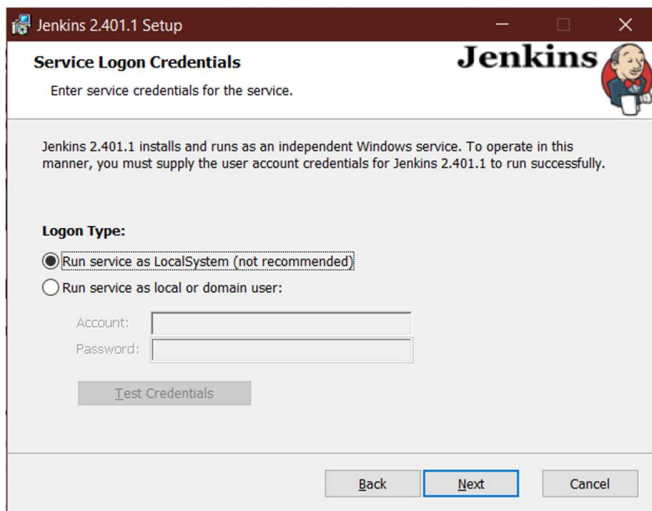 Jenkins 2.401.1 Setup
Service Logon Credentials
Jenkins
Enter service credentials for the service.
Jenkins 2.401.1 installs and runs as an independent Windows service. To operate in this
manner, you must supply the user account credentials for Jenkins 2.401.1 to run successfully.
Logon Type:
Run service as LocalSystem (not recommended)
Run service as local or domain user:
Account:
Password:
Test Credentials
Back Next Cancel